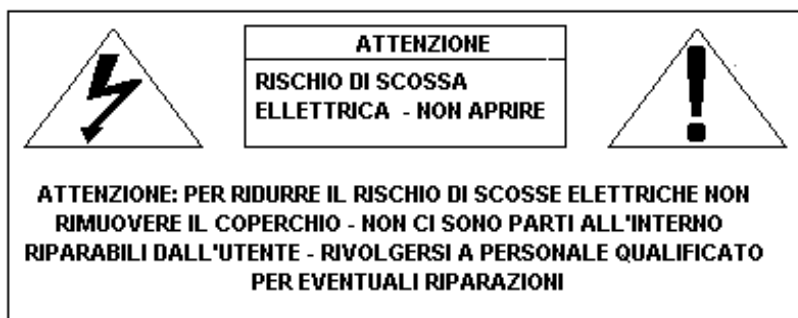 ATTENZIONE
RISCHIO DI SCOSSA
ELLETTRICA - NON APRIRE
ATTENZIONE: PER RIDURRE IL RISCHIO DI SCOSSE ELETTRICHE NON
RIMUOVERE IL COPERCHIO - NON CI SONO PARTI ALL'INTERNO
RIPARABILI DALL'UTENTE - RIVOLGERSI A PERSONALE QUALIFICATO
PER EVENTUALI RIPARAZIONI